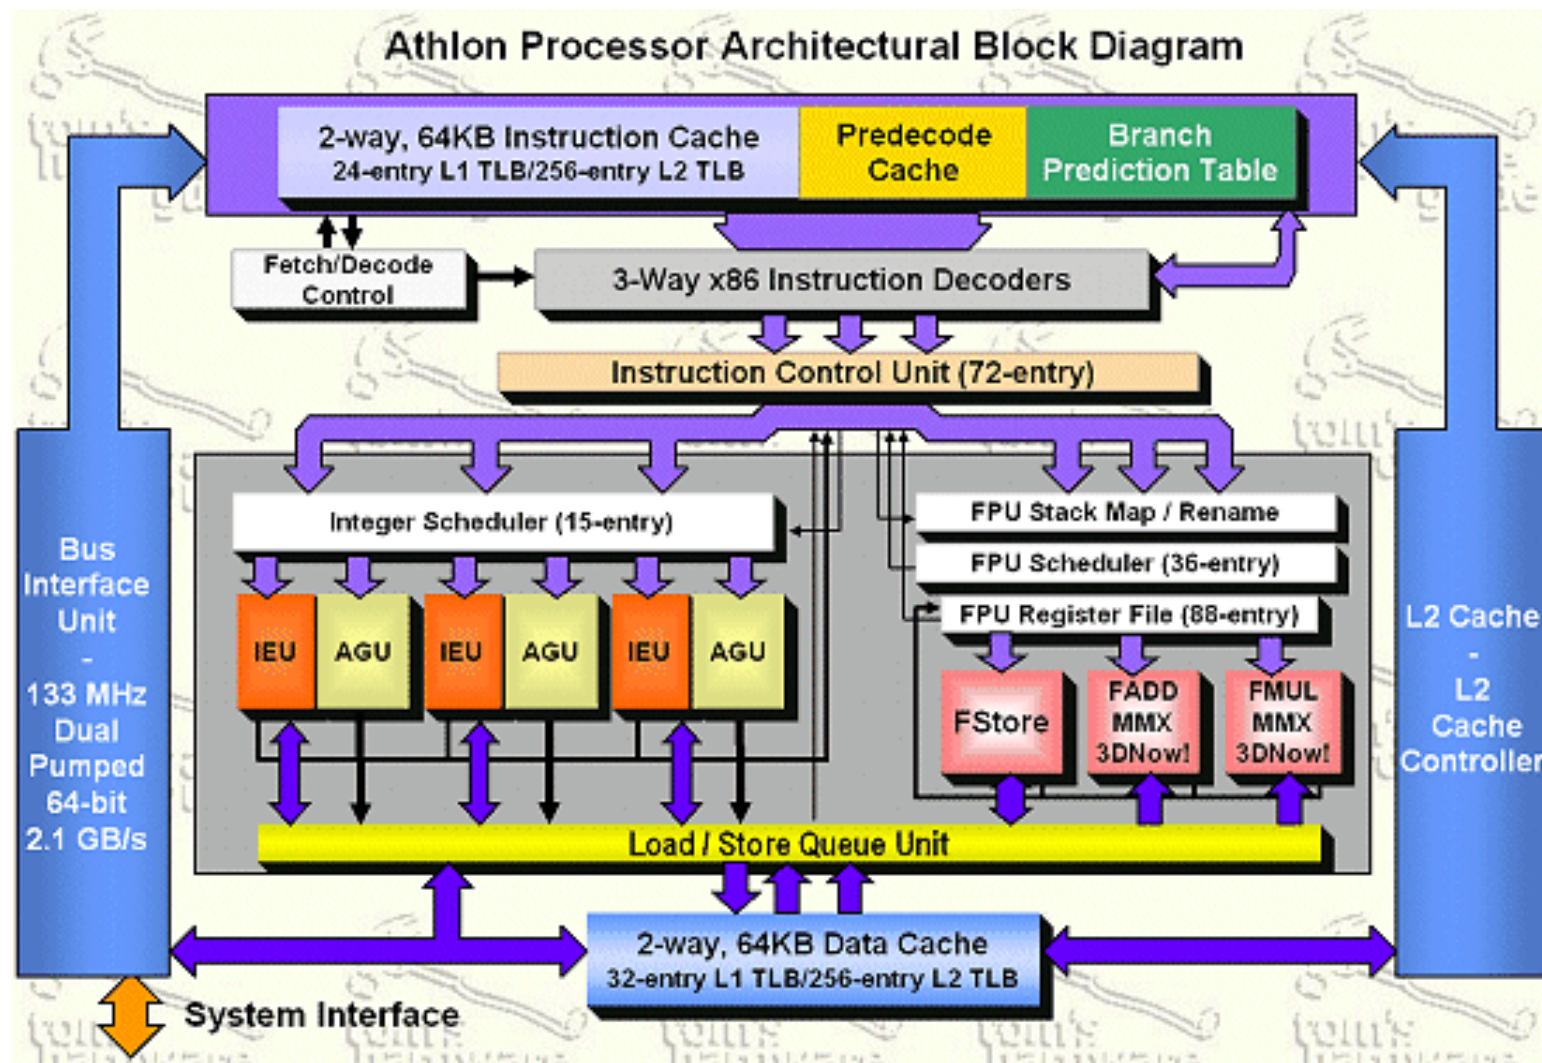 Athlon Processor Architectural Block Diagram
2-way, 64KB Instruction Cache
24-entry L1 TLB/256-entry L2 TLB
Predecode
Cache
Branch
Prediction Table
Fetch/Decode
Control
3-Way x86 Instruction Decoders
Instruction Control Unit (72-entry)
Integer Scheduler (15-entry)
FPU Stack Map / Rename
FPU Scheduler (36-entry)
FPU Register File (88-entry)
IEU
AGU
IEU
AGU
IEU
AGU
FStore
FADD
MMX
3DNow!
FMUL
MMX
3DNow!
Bus
Interface
Unit
-
133 MHz
Dual
Pumped
64-bit
2.1 GB/s
L2 Cache
-
L2
Cache
Controller
Load / Store Queue Unit
2-way, 64KB Data Cache
32-entry L1 TLB/256-entry L2 TLB
System Interface